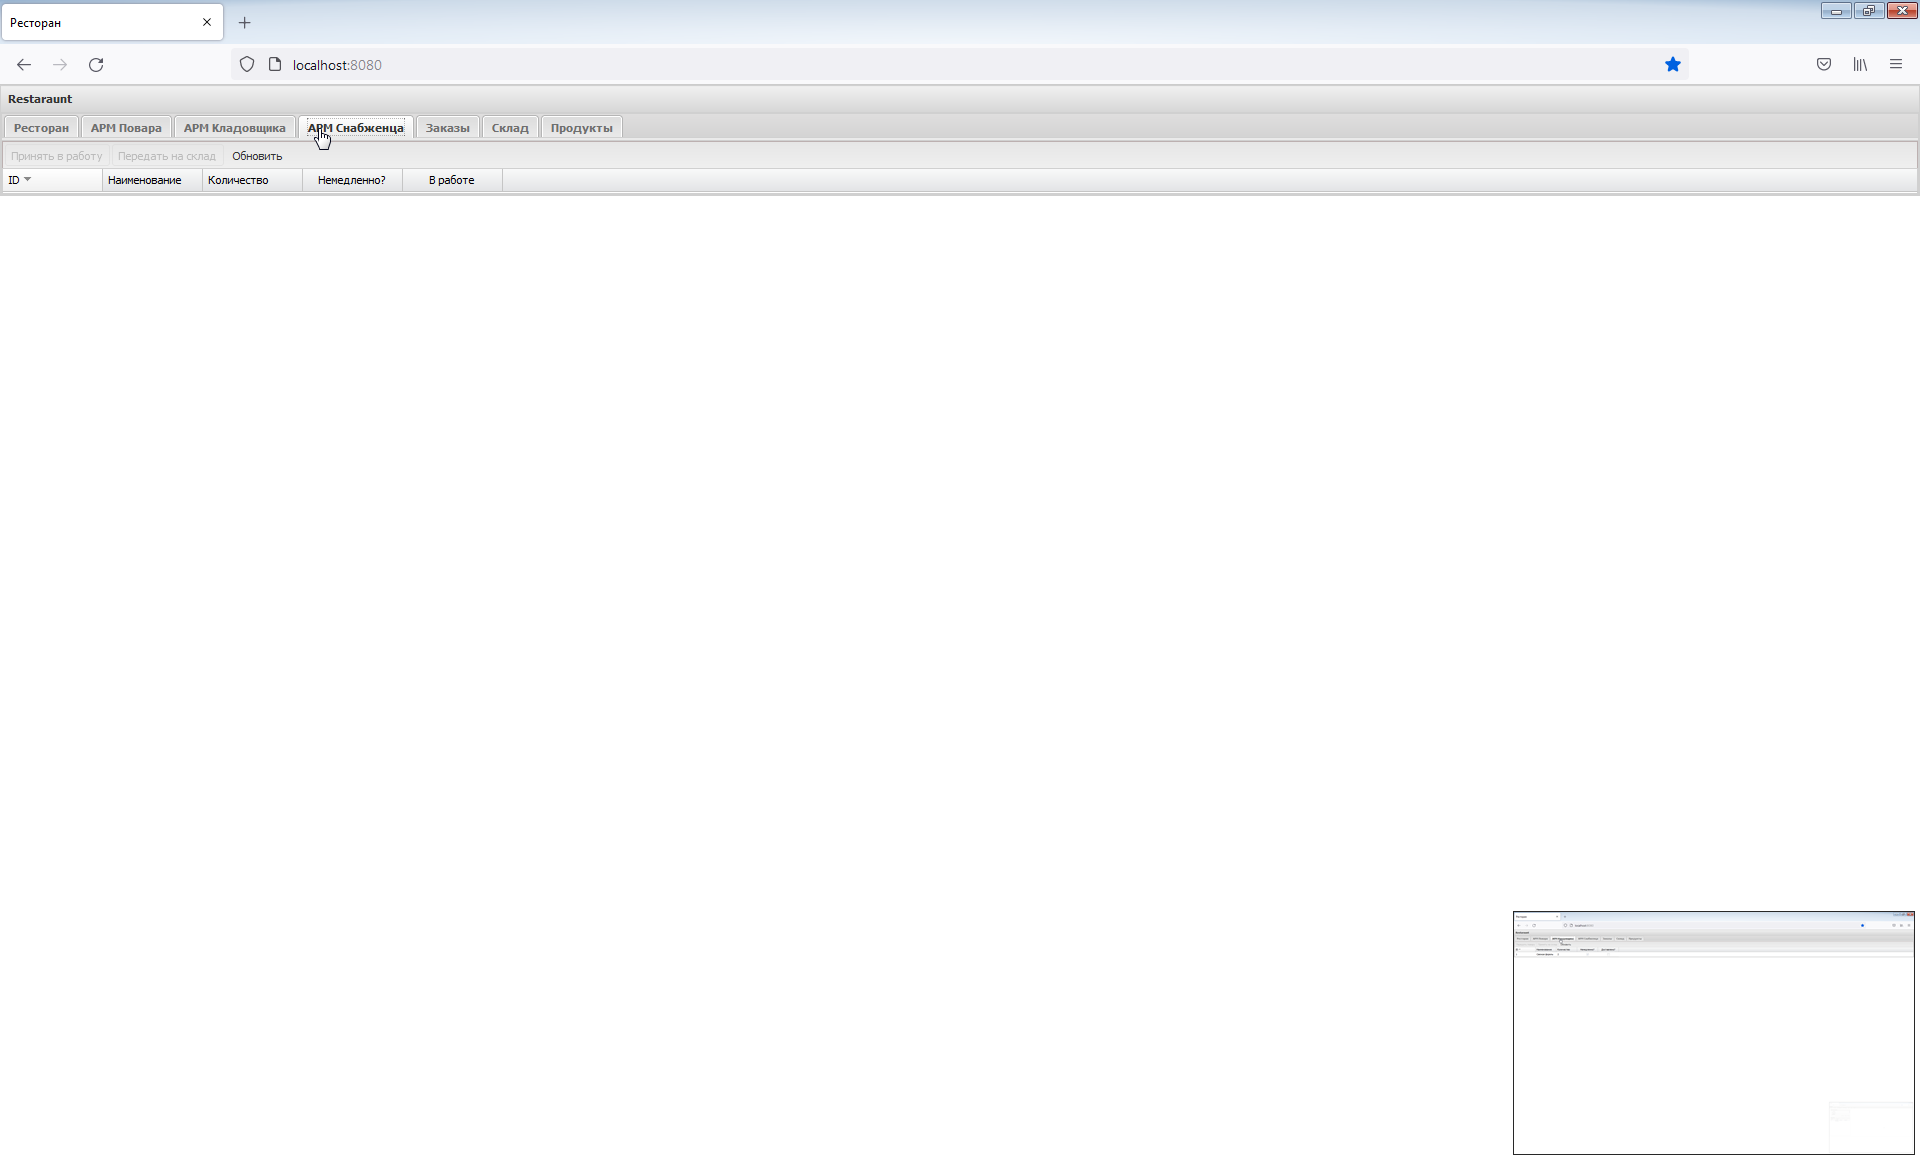 Ресторан
localhost:8080
Restaraunt
Ресторан АРМ Повара АРМ Кладовщика АРМ Снабженца Заказы Склад Продукты
Принять в работу Передать на склад Обновить
ID Наименование Количество Немедленно? В работе